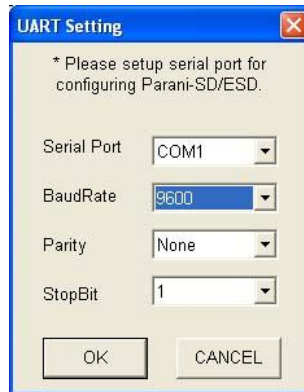 UART Setting
* Please setup serial port for
configuring Parani-SD/ESD.
Serial Port COM1
BaudRate 9600
Parity None
StopBit 1
OK CANCEL